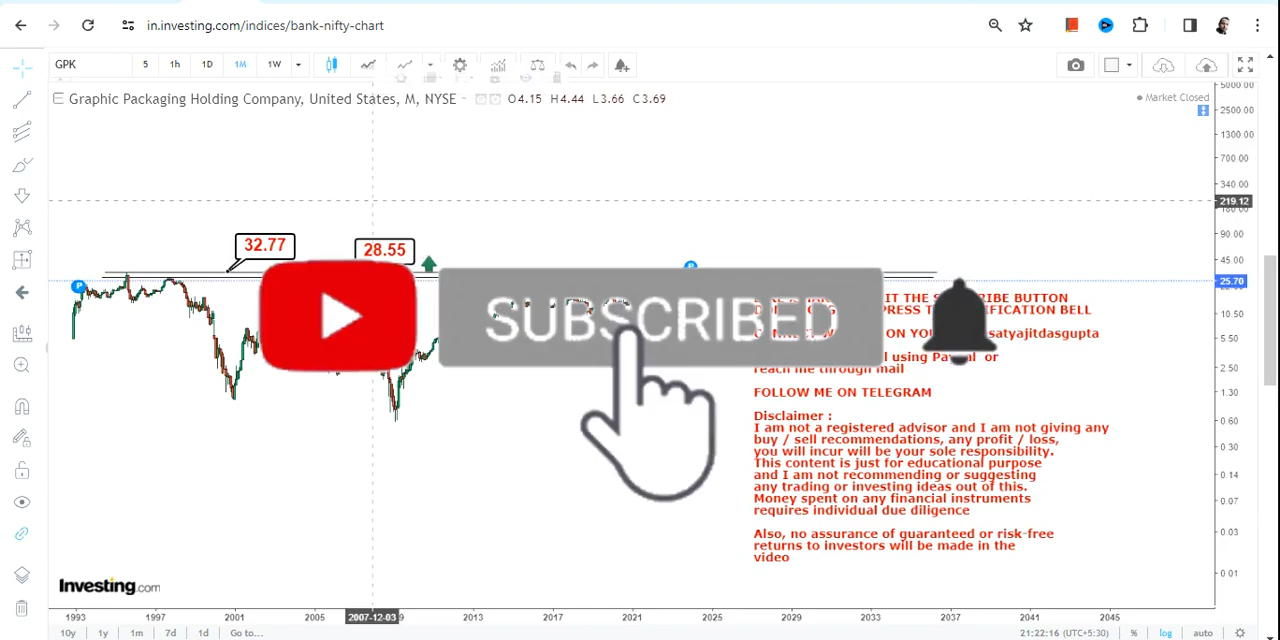 in.investing.com/indices/bank-nifty-chart
GPK 5 1h 1D 1M 1W
Graphic Packaging Holding Company, United States, M, NYSE O4.15 H4.44 L3.66 C3.69
Market Closed
5000.00
2500.00
1300.00
700.00
340.00
219.12
90.00
45.00
25.70
10.50
5.50
2.50
1.30
0.60
0.30
0.14
0.07
0.03
0.01
32.77
28.55
SUBSCRIBED
IT THE BUTTON
BELL
ON satyajitdasgupta
using or
reach me through mail
FOLLOW ME ON TELEGRAM
Disclaimer :
I am not a registered advisor and I am not giving any
buy / sell recommendations, any profit / loss,
you will incur will be your sole responsibility.
This content is just for educational purpose
and I am not recommending or suggesting
any trading or investing ideas out of this.
Money spent on any financial instruments
requires individual due diligence
Also, no assurance of guaranteed or risk-free
returns to investors will be made in the
video
Investing.com
1993 1997 2001 2005 2007-12-03 2013 2017 2021 2025 2029 2033 2037 2041 2045
10y 1y 1m 7d 1d Go to... 21:22:16 (UTC+5:30) % log auto